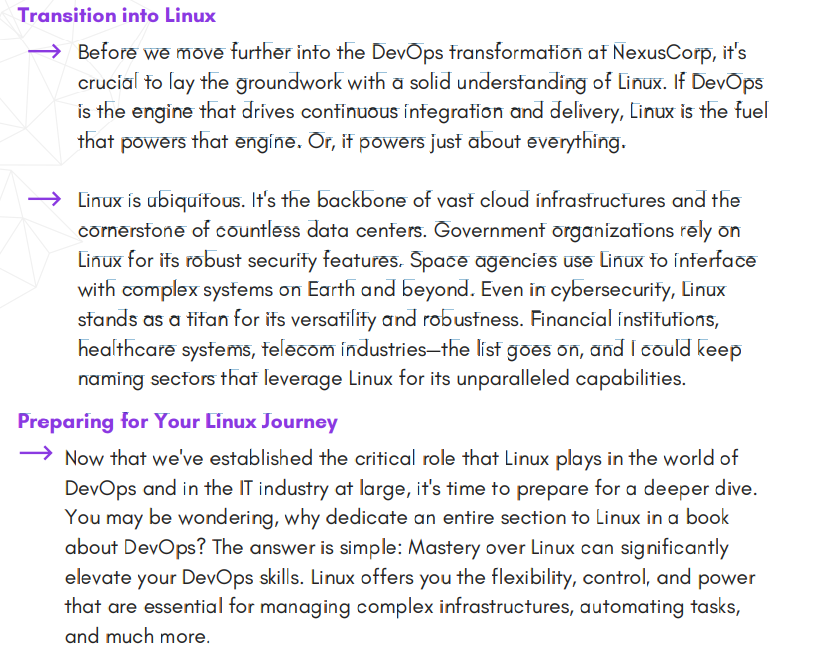 Transition into Linux
Before we move further into the DevOps transformation at NexusCorp, it's
crucial to lay the groundwork with a solid understanding of Linux. If DevOps
is the engine that drives continuous integration and delivery, Linux is the fuel
that powers that engine. Or, it powers just about everything.
Linux is ubiquitous. It's the backbone of vast cloud infrastructures and the
cornerstone of countless data centers. Government organizations rely on
Linux for its robust security features. Space agencies use Linux to interface
with complex systems on Earth and beyond. Even in cybersecurity, Linux
stands as a titan for its versatility and robustness. Financial institutions,
healthcare systems, telecom industries—the list goes on, and I could keep
naming sectors that leverage Linux for its unparalleled capabilities.
Preparing for Your Linux Journey
Now that we've established the critical role that Linux plays in the world of
DevOps and in the IT industry at large, it's time to prepare for a deeper dive.
You may be wondering, why dedicate an entire section to Linux in a book
about DevOps? The answer is simple: Mastery over Linux can significantly
elevate your DevOps skills. Linux offers you the flexibility, control, and power
that are essential for managing complex infrastructures, automating tasks,
and much more.